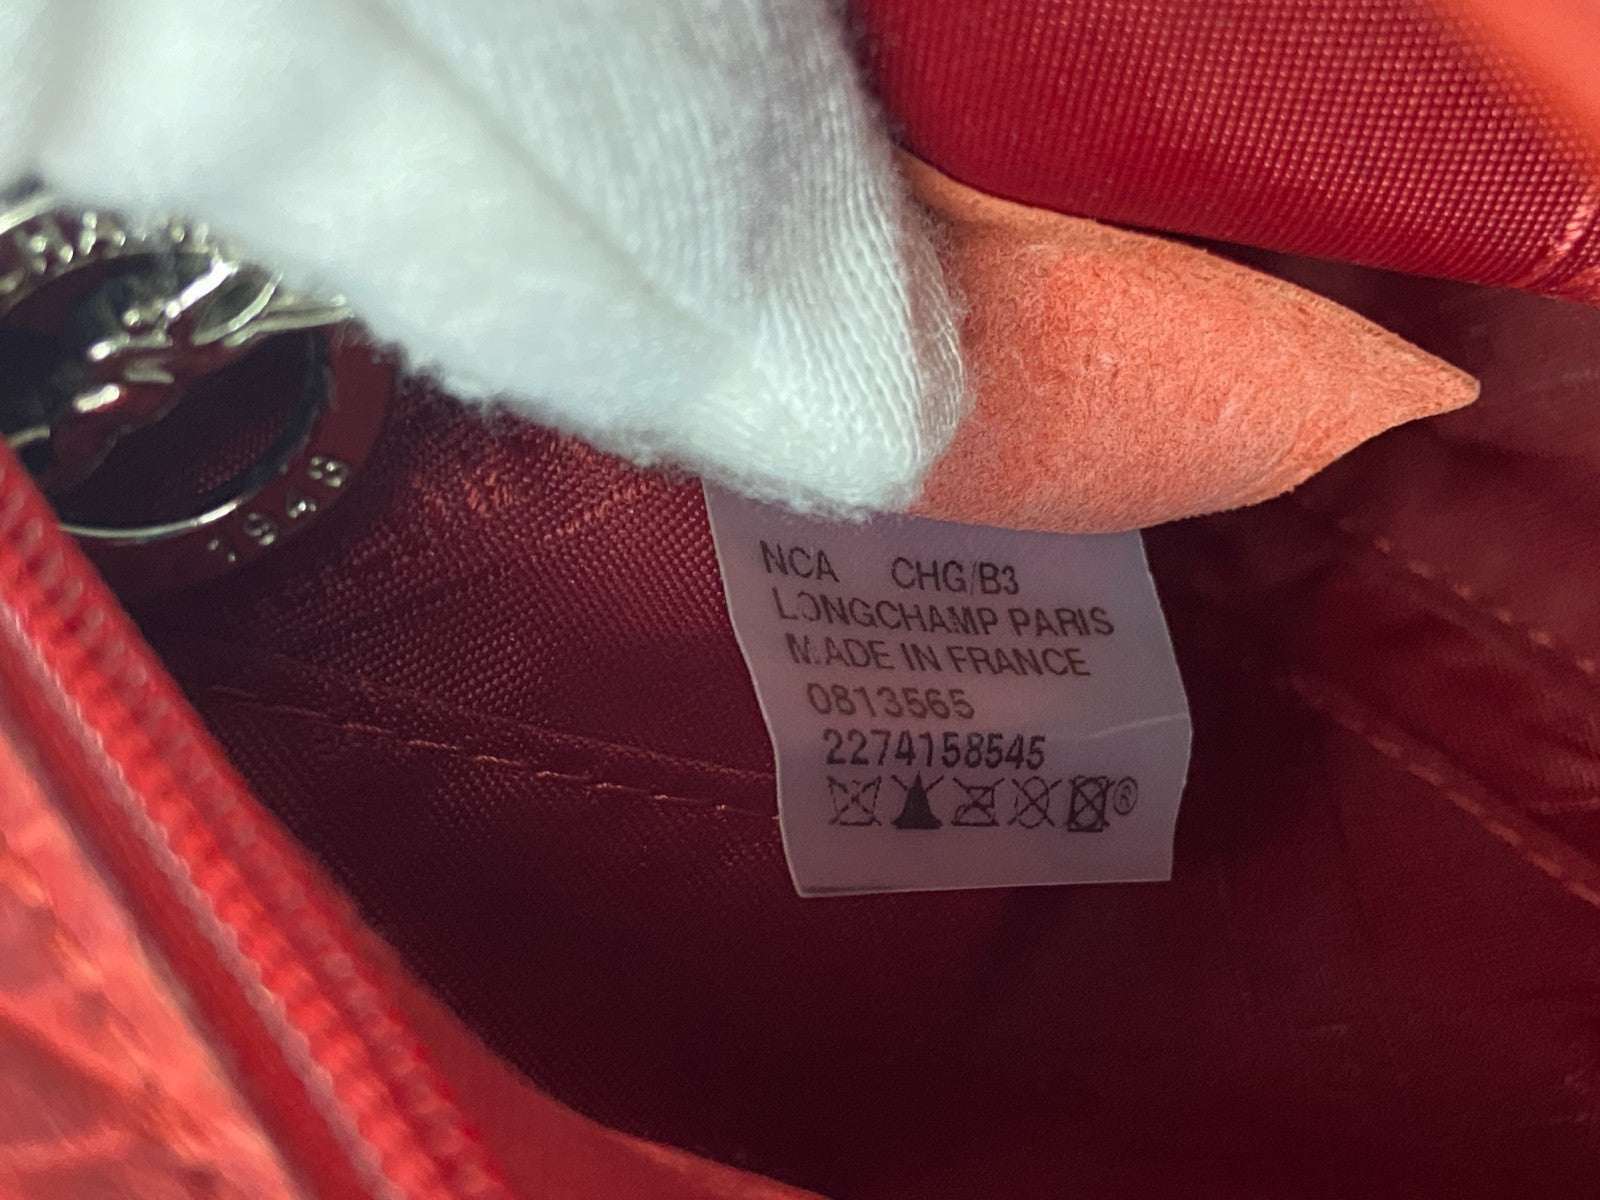 1948
NCA CHG/B3
LONGCHAMP PARIS
MADE IN FRANCE
0813565
2274158545
®